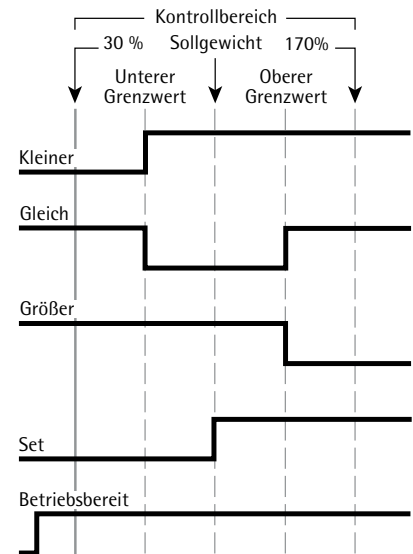 Kontrollbereich
30 % Sollgewicht 170%
Unterer Grenzwert
Oberer Grenzwert
Kleiner
Gleich
Größer
Set
Betriebsbereit